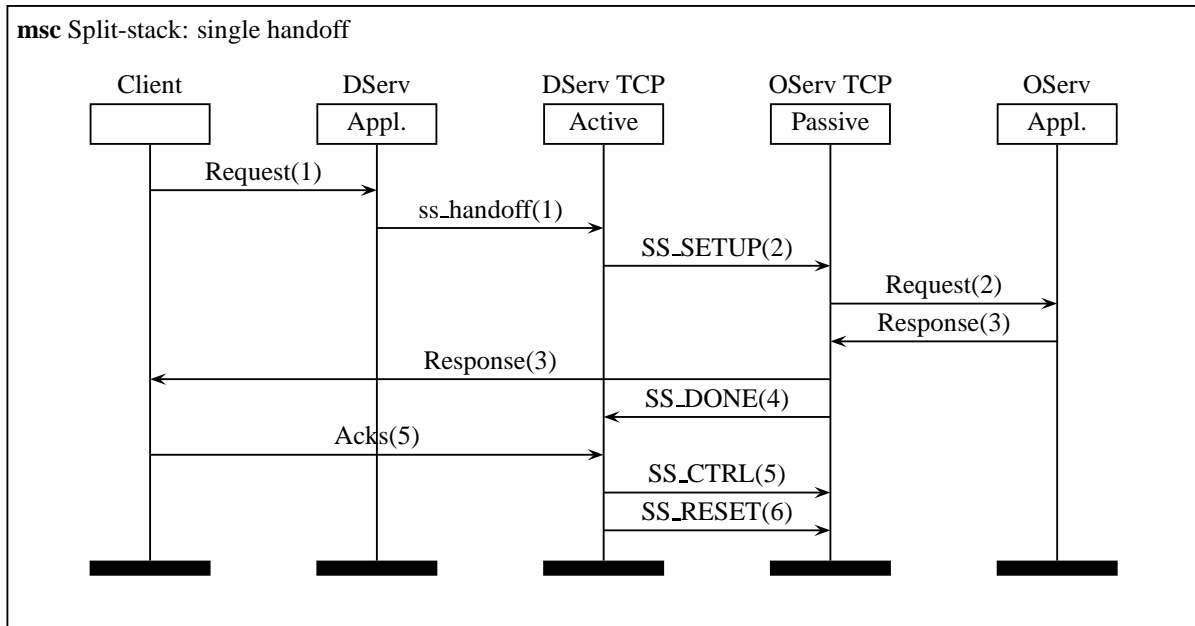 msc Split-stack: single handoff
Client DServ DServ TCP OServ TCP OServ
Appl. Active Passive Appl.
Request(1)
ss_handoff(1)
SS_SETUP(2)
Request(2)
Response(3)
Response(3)
SS_DONE(4)
Acks(5)
SS_CTRL(5)
SS_RESET(6)